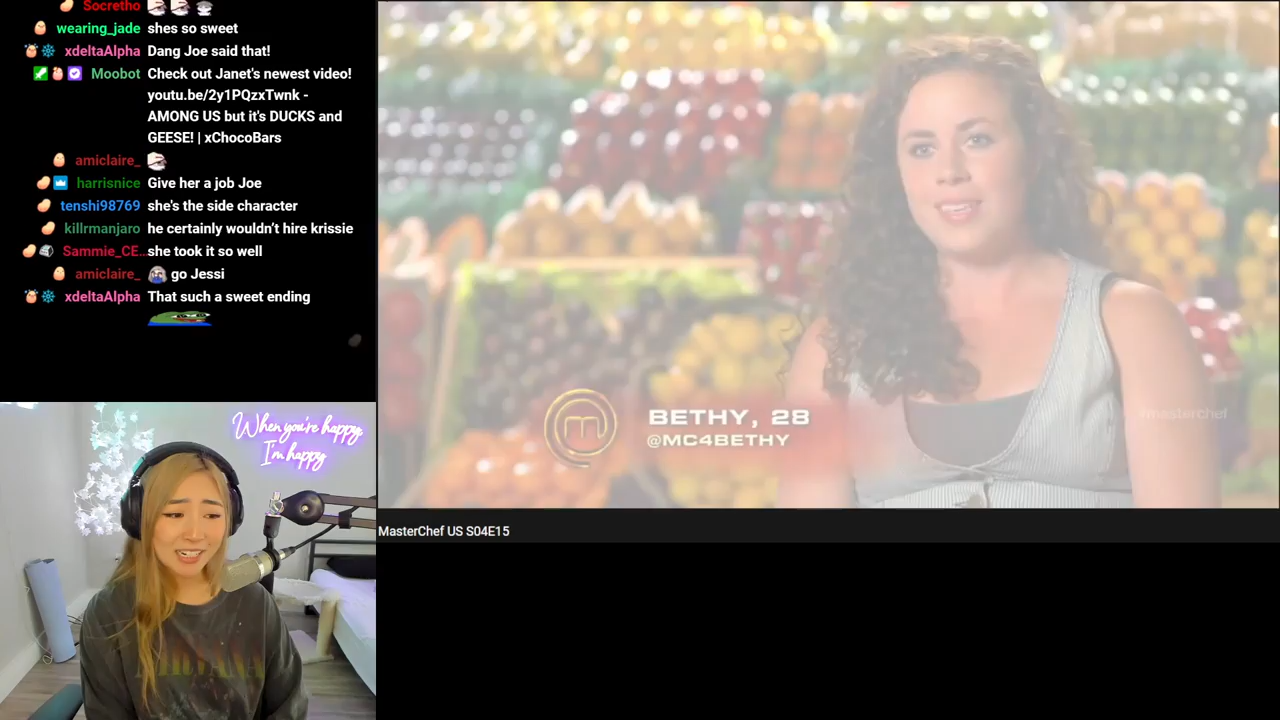 Socretho
wearing_jade shes so sweet
xdeltaAlpha Dang Joe said that!
Moobot Check out Janet's newest video!
youtu.be/2y1PQzxTwnk -
AMONG US but it's DUCKS and
GEESE! | xChocoBars
amiclaire_
harrisnice Give her a job Joe
tenshi98769 she's the side character
killrmanjaro he certainly wouldn't hire krissie
Sammie_CE... she took it so well
amiclaire_ go Jessi
xdeltaAlpha That such a sweet ending
When you're happy,
I'm happy
NIRVANA
BETHY, 28
@MC4BETHY
#masterchef
MasterChef US S04E15